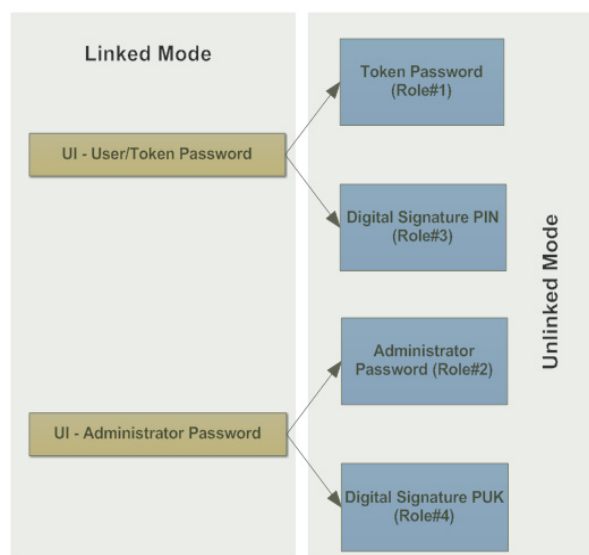 Linked Mode
UI - User/Token Password
UI - Administrator Password
Token Password
(Role#1)
Digital Signature PIN
(Role#3)
Administrator
Password (Role#2)
Digital Signature PUK
(Role#4)
Unlinked Mode